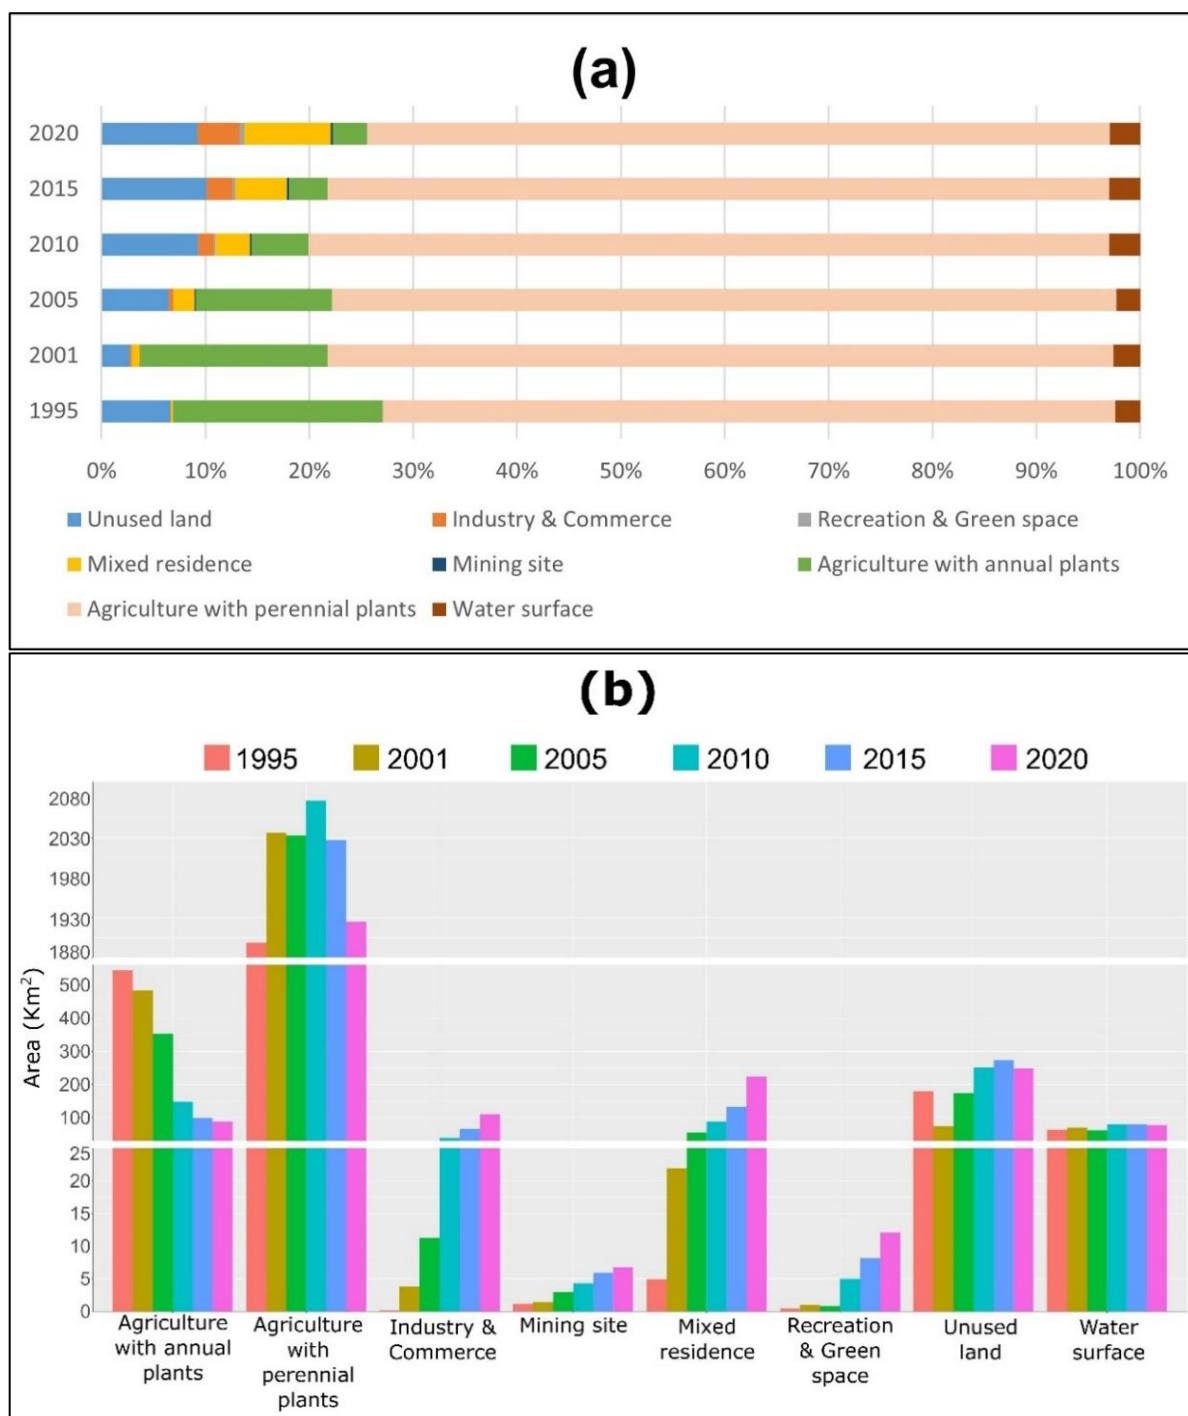 (a)
2020
2015
2010
2005
2001
1995
0% 10% 20% 30% 40% 50% 60% 70% 80% 90% 100%
Unused land Industry & Commerce Recreation & Green space
Mixed residence Mining site Agriculture with annual plants
Agriculture with perennial plants Water surface
(b)
1995 2001 2005 2010 2015 2020
Area (Km²)
2080
2030
1980
1930
1880
500
400
300
200
100
25
20
15
10
5
0
Agriculture
with annual
plants
Agriculture
with
perennial
plants
Industry &
Commerce
Mining site
Mixed
residence
Recreation
& Green
space
Unused
land
Water
surface